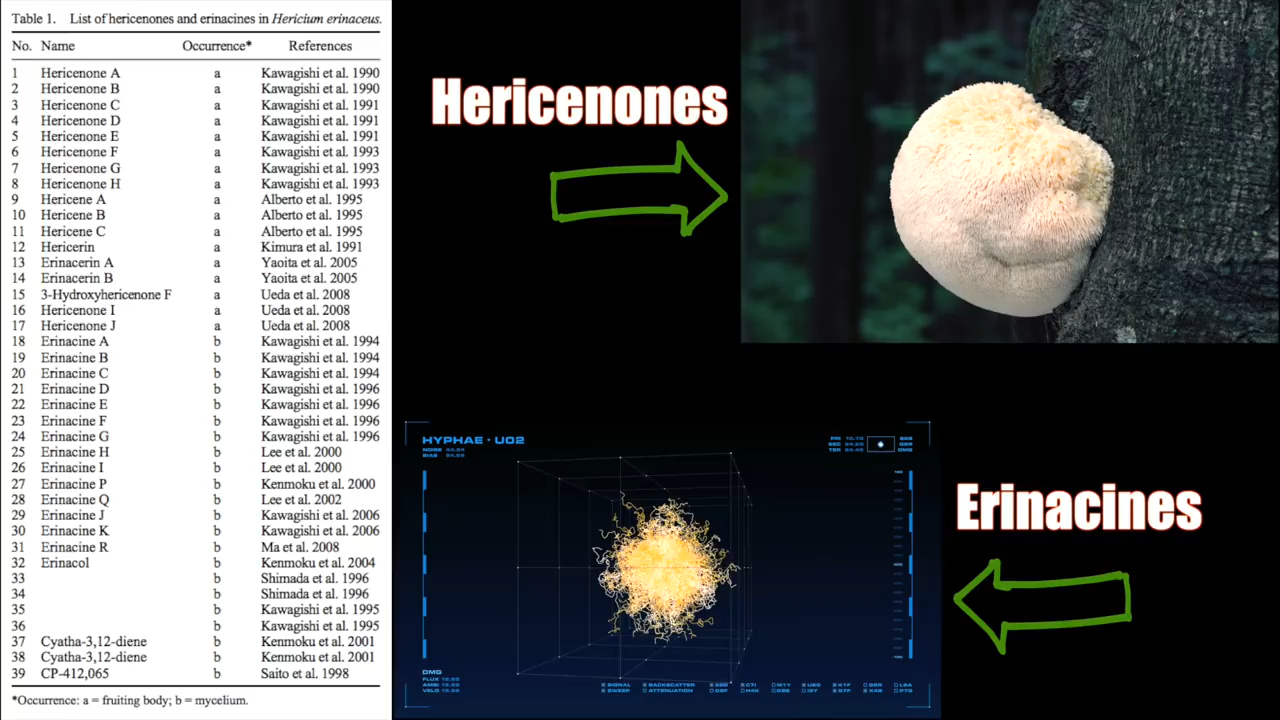 Table 1. List of hericenones and erinacines in Hericium erinaceus.
No. Name Occurrence* References
1 Hericenone A a Kawagishi et al. 1990
2 Hericenone B a Kawagishi et al. 1990
3 Hericenone C a Kawagishi et al. 1991
4 Hericenone D a Kawagishi et al. 1991
5 Hericenone E a Kawagishi et al. 1991
6 Hericenone F a Kawagishi et al. 1993
7 Hericenone G a Kawagishi et al. 1993
8 Hericenone H a Kawagishi et al. 1993
9 Hericene A a Alberto et al. 1995
10 Hericene B a Alberto et al. 1995
11 Hericene C a Alberto et al. 1995
12 Hericerin a Kimura et al. 1991
13 Erinacerin A a Yaoita et al. 2005
14 Erinacerin B a Yaoita et al. 2005
15 3-Hydroxyhericenone F a Ueda et al. 2008
16 Hericenone I a Ueda et al. 2008
17 Hericenone J a Ueda et al. 2008
18 Erinacine A b Kawagishi et al. 1994
19 Erinacine B b Kawagishi et al. 1994
20 Erinacine C b Kawagishi et al. 1994
21 Erinacine D b Kawagishi et al. 1996
22 Erinacine E b Kawagishi et al. 1996
23 Erinacine F b Kawagishi et al. 1996
24 Erinacine G b Kawagishi et al. 1996
25 Erinacine H b Lee et al. 2000
26 Erinacine I b Lee et al. 2000
27 Erinacine P b Kenmoku et al. 2000
28 Erinacine Q b Lee et al. 2002
29 Erinacine J b Kawagishi et al. 2006
30 Erinacine K b Kawagishi et al. 2006
31 Erinacine R b Ma et al. 2008
32 Erinacol b Kenmoku et al. 2004
33 b Shimada et al. 1996
34 b Shimada et al. 1996
35 b Kawagishi et al. 1995
36 b Kawagishi et al. 1995
37 Cyatha-3,12-diene b Kenmoku et al. 2001
38 Cyatha-3,12-diene b Kenmoku et al. 2001
39 CP-412,065 b Saito et al. 1998
*Occurrence: a = fruiting body; b = mycelium.
Hericenones
HYPHAE · U02
NOISE
BIAS
Erinacines
DMG
FLUX
AMBI
VELO
SIGNAL BACKSCATTER
SWEEP ATTENUATION